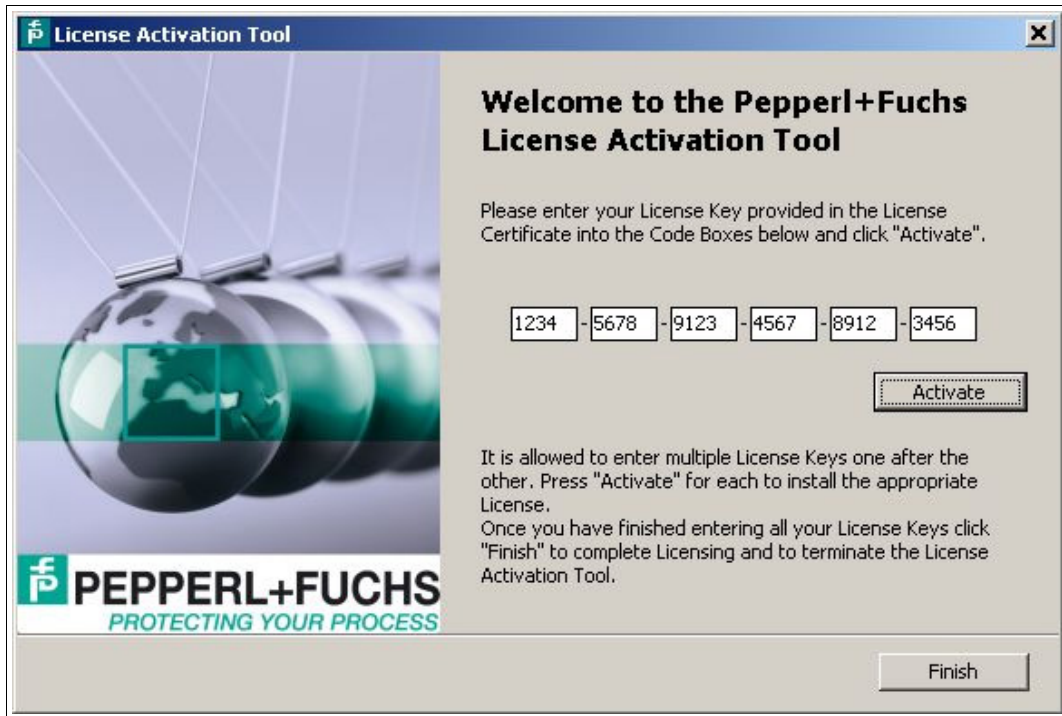 License Activation Tool
Welcome to the Pepperl+Fuchs
License Activation Tool
Please enter your License Key provided in the License
Certificate into the Code Boxes below and click "Activate".
1234 -5678 -9123 -4567 -8912 -3456
Activate
It is allowed to enter multiple License Keys one after the
other. Press "Activate" for each to install the appropriate
License.
Once you have finished entering all your License Keys click
"Finish" to complete Licensing and to terminate the License
Activation Tool.
PEPPERL+FUCHS
PROTECTING YOUR PROCESS
Finish